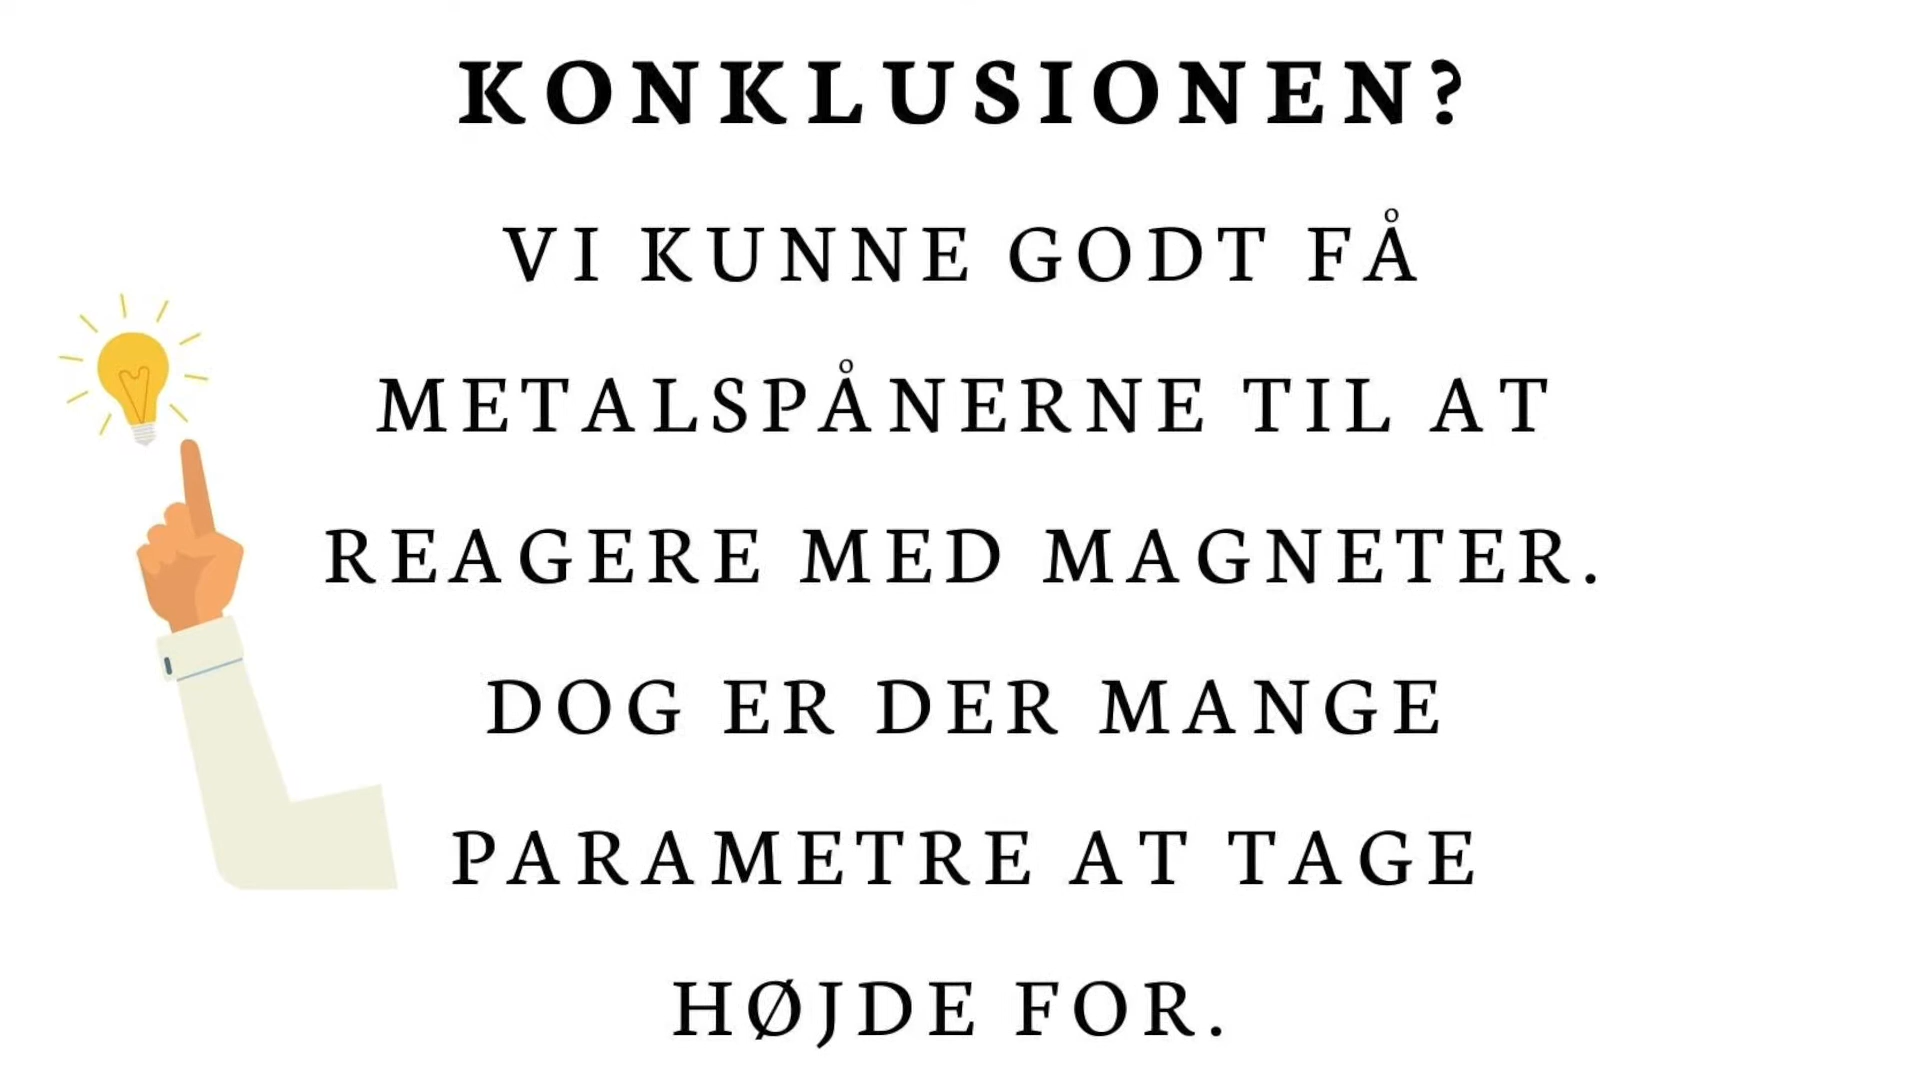 KONKLUSIONEN?
VI KUNNE GODT FÅ
METALSPÅNERNE TIL AT
REAGERE MED MAGNETER.
DOG ER DER MANGE
PARAMETRE AT TAGE
HØJDE FOR.